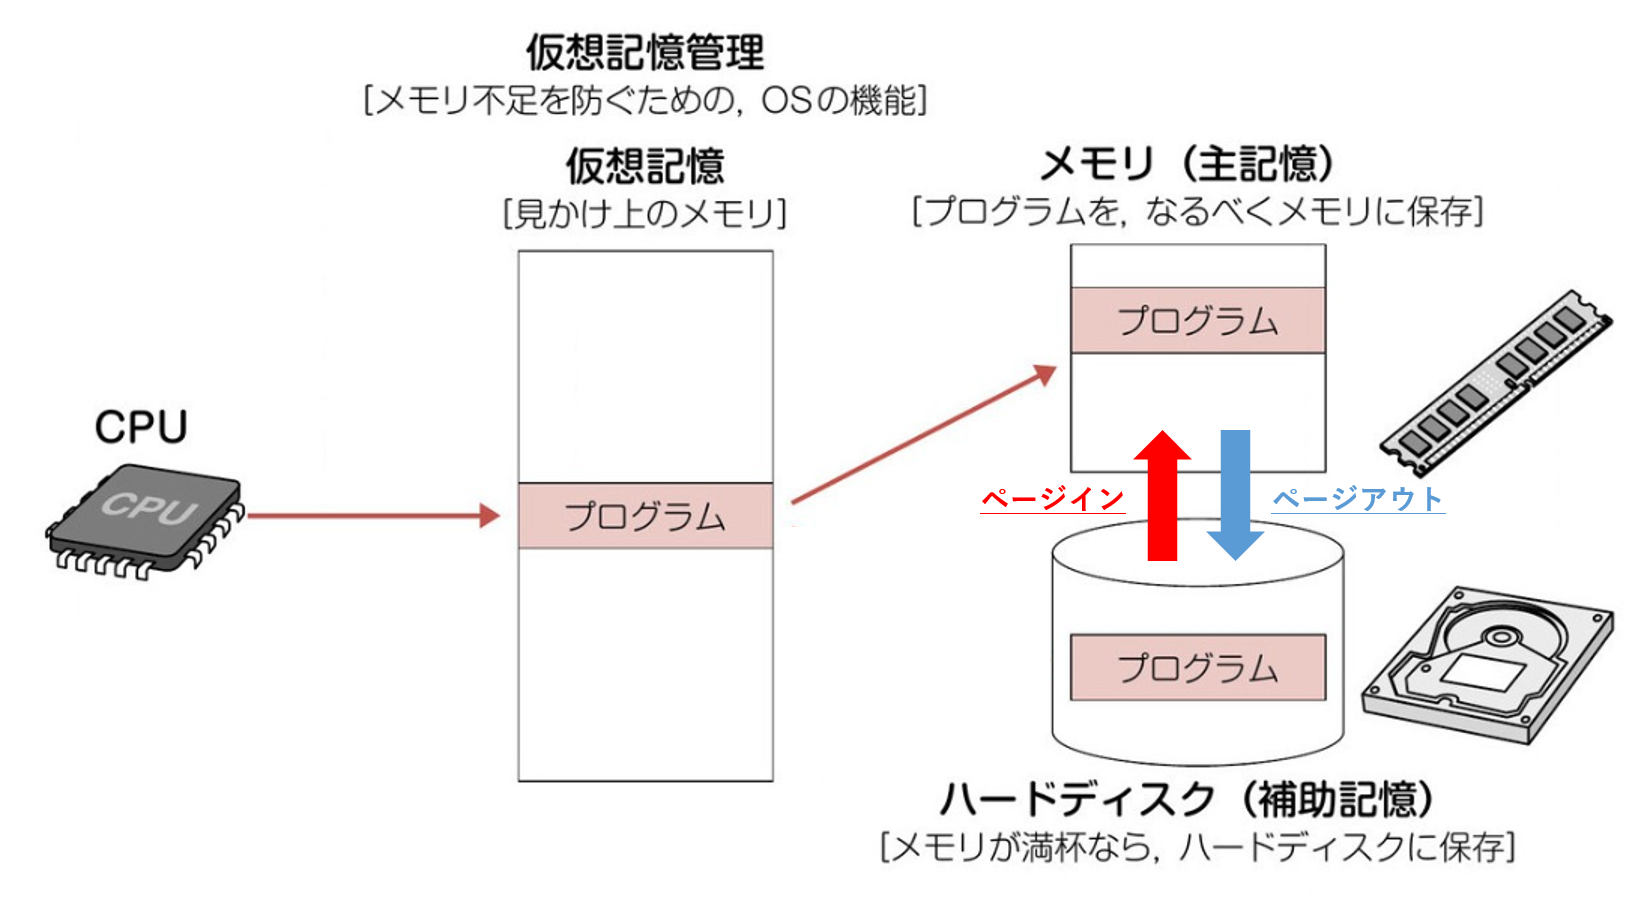 仮想記憶管理
[メモリ不足を防ぐための, OSの機能]
仮想記憶
[見かけ上のメモリ]
メモリ（主記憶）
[プログラムを, なるべくメモリに保存]
プログラム
CPU
CPU
プログラム
ページイン
ページアウト
プログラム
ハードディスク（補助記憶）
[メモリが満杯なら, ハードディスクに保存]